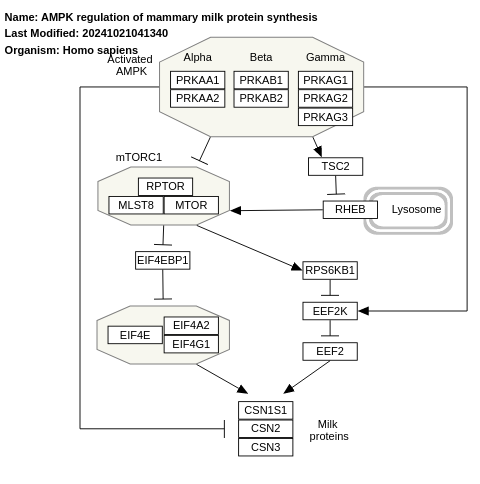 Name: AMPK regulation of mammary milk protein synthesis
Last Modified: 20241021041340
Organism: Homo sapiens
Activated
AMPK
Alpha
Beta
Gamma
PRKAA1
PRKAB1
PRKAG1
PRKAA2
PRKAB2
PRKAG2
PRKAG3
mTORC1
TSC2
RPTOR
MLST8
MTOR
RHEB
Lysosome
EIF4EBP1
RPS6KB1
EEF2K
EIF4E
EIF4A2
EIF4G1
EEF2
CSN1S1
CSN2
CSN3
Milk
proteins